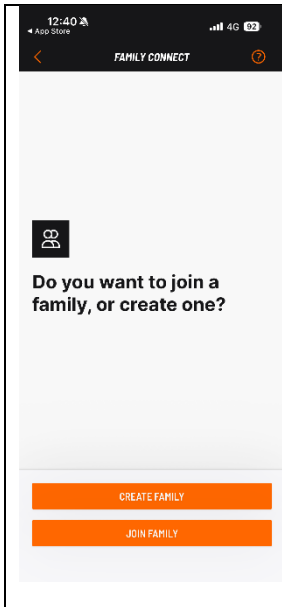 12:40
App Store
4G 92
FAMILY CONNECT
Do you want to join a
family, or create one?
CREATE FAMILY
JOIN FAMILY